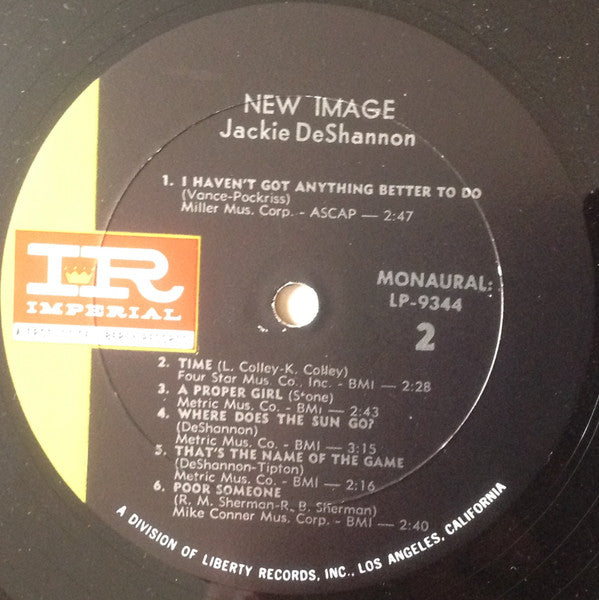 NEW IMAGE
Jackie DeShannon
1. I HAVEN'T GOT ANYTHING BETTER TO DO
(Vance-Pockriss)
Miller Mus. Corp. - ASCAP — 2:47
IR
IMPERIAL
MONAURAL:
LP-9344
2
2. TIME (L. Colley-K. Colley)
Four Star Mus. Co., Inc. - BMI — 2:28
3. A PROPER GIRL (Stone)
Metric Mus. Co. - BMI — 2:43
4. WHERE DOES THE SUN GO?
(DeShannon)
Metric Mus. Co. - BMI — 3:15
5. THAT'S THE NAME OF THE GAME
(DeShannon-Tipton)
Metric Mus. Co. - BMI — 2:16
6. POOR SOMEONE
(R. M. Sherman-R. B. Sherman)
Mike Conner Mus. Corp. - BMI — 2:40
A DIVISION OF LIBERTY RECORDS, INC., LOS ANGELES, CALIFORNIA